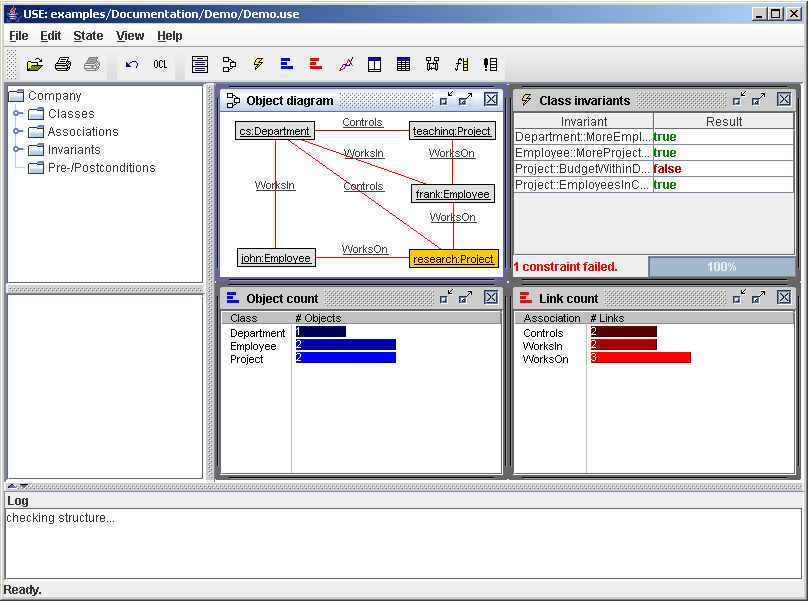 USE: examples/Documentation/Demo/Demo.use
File Edit State View Help
OCL
Company
Classes
Associations
Invariants
Pre-/Postconditions
Object diagram
cs:Department
Controls
teaching:Project
WorksIn
WorksOn
WorksIn
Controls
frank:Employee
WorksOn
john:Employee
WorksOn
research:Project
Class invariants
Invariant Result
Department::MoreEmpl... true
Employee::MoreProject... true
Project::BudgetWithinD... false
Project::EmployeesInC... true
1 constraint failed. 100%
Object count
Class # Objects
Department 1
Employee 2
Project 2
Link count
Association # Links
Controls 2
WorksIn 2
WorksOn 3
Log
checking structure...
Ready.